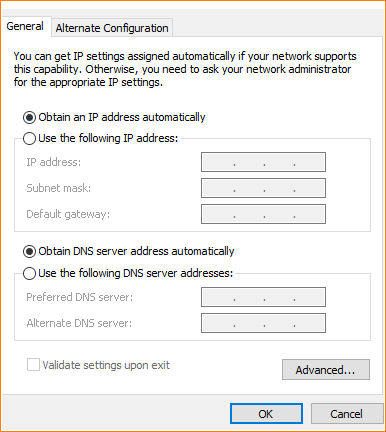 General
Alternate Configuration
You can get IP settings assigned automatically if your network supports
this capability. Otherwise, you need to ask your network administrator
for the appropriate IP settings.
Obtain an IP address automatically
Use the following IP address:
IP address:
Subnet mask:
Default gateway:
Obtain DNS server address automatically
Use the following DNS server addresses:
Preferred DNS server:
Alternate DNS server:
Validate settings upon exit
Advanced...
OK
Cancel